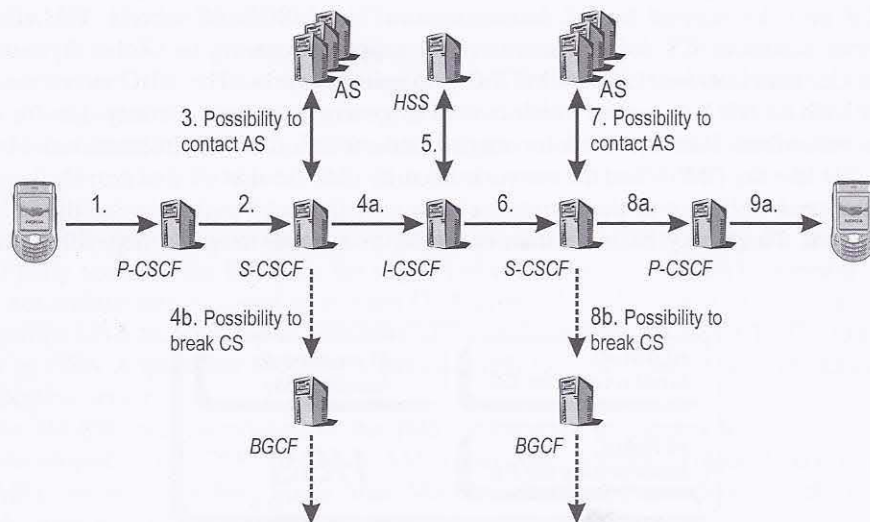 AS
HSS
AS
3. Possibility to
contact AS
5.
7. Possibility to
contact AS
1.
2.
4a.
6.
8a.
9a.
P-CSCF
S-CSCF
I-CSCF
S-CSCF
P-CSCF
4b. Possibility to
break CS
8b. Possibility to
break CS
BGCF
BGCF